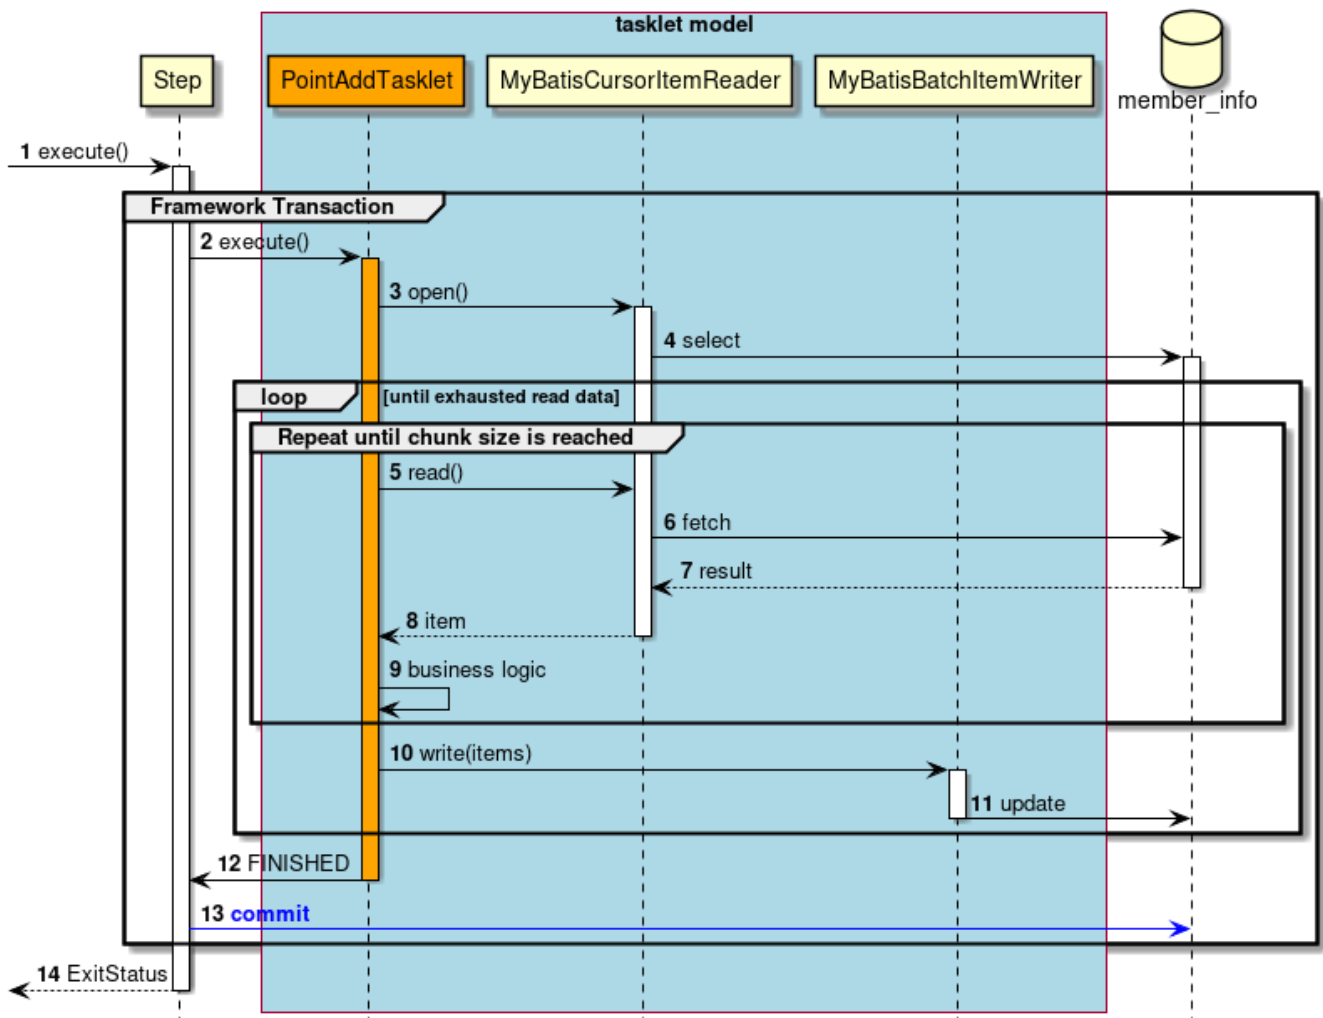 tasklet model
Step
PointAddTasklet
MyBatisCursorItemReader
MyBatisBatchItemWriter
member_info
1 execute()
Framework Transaction
2 execute()
3 open()
4 select
loop
[until exhausted read data]
Repeat until chunk size is reached
5 read()
6 fetch
7 result
8 item
9 business logic
10 write(items)
11 update
12 FINISHED
13 commit
14 ExitStatus